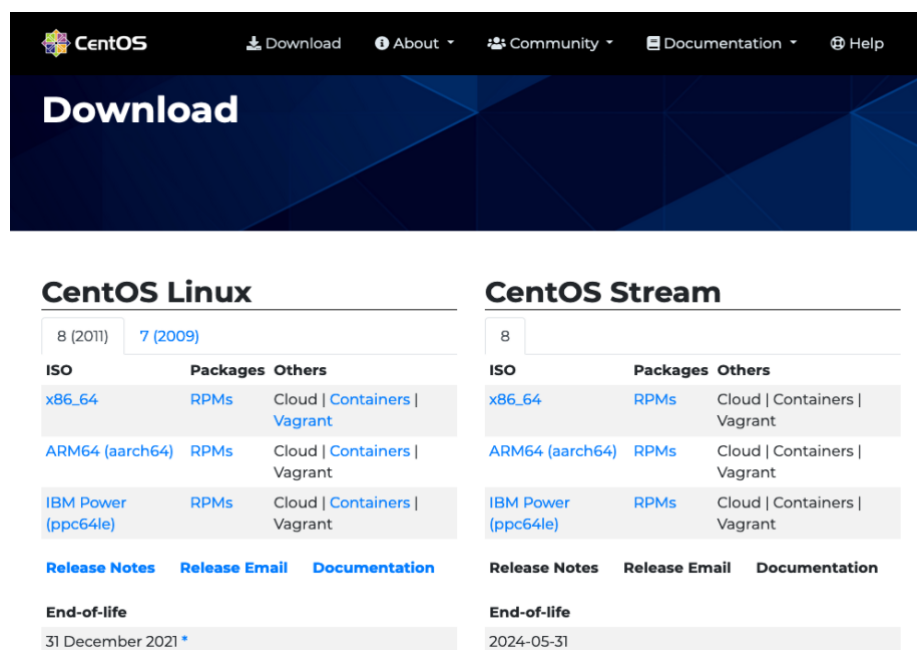 CentOS Download About Community Documentation Help
Download
CentOS Linux
8 (2011) 7 (2009)
ISO Packages Others
x86_64 RPMs Cloud | Containers |
Vagrant
ARM64 (aarch64) RPMs Cloud | Containers |
Vagrant
IBM Power RPMs Cloud | Containers |
(ppc64le) Vagrant
Release Notes Release Email Documentation
End-of-life
31 December 2021 *
CentOS Stream
8
ISO Packages Others
x86_64 RPMs Cloud | Containers |
Vagrant
ARM64 (aarch64) RPMs Cloud | Containers |
Vagrant
IBM Power RPMs Cloud | Containers |
(ppc64le) Vagrant
Release Notes Release Email Documentation
End-of-life
2024-05-31